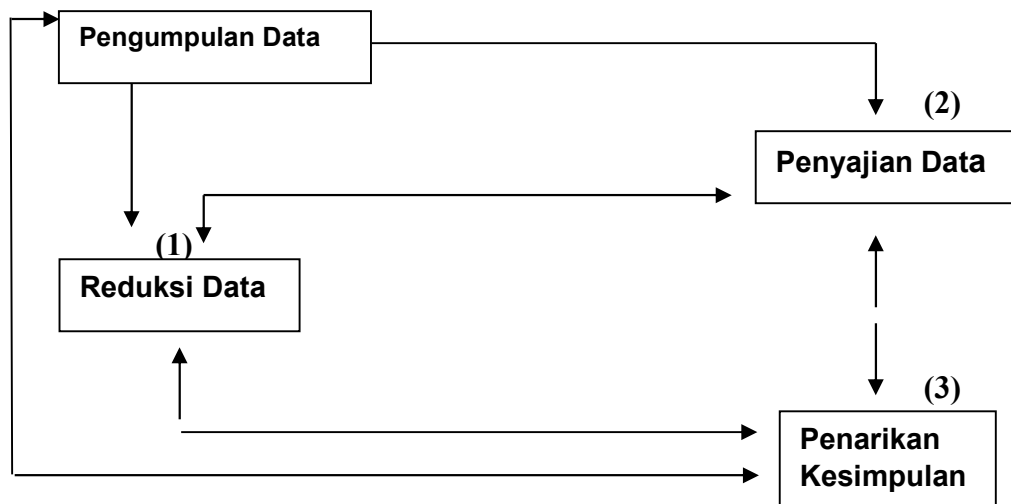 Pengumpulan Data
(2)
Penyajian Data
(1)
Reduksi Data
(3)
Penarikan
Kesimpulan